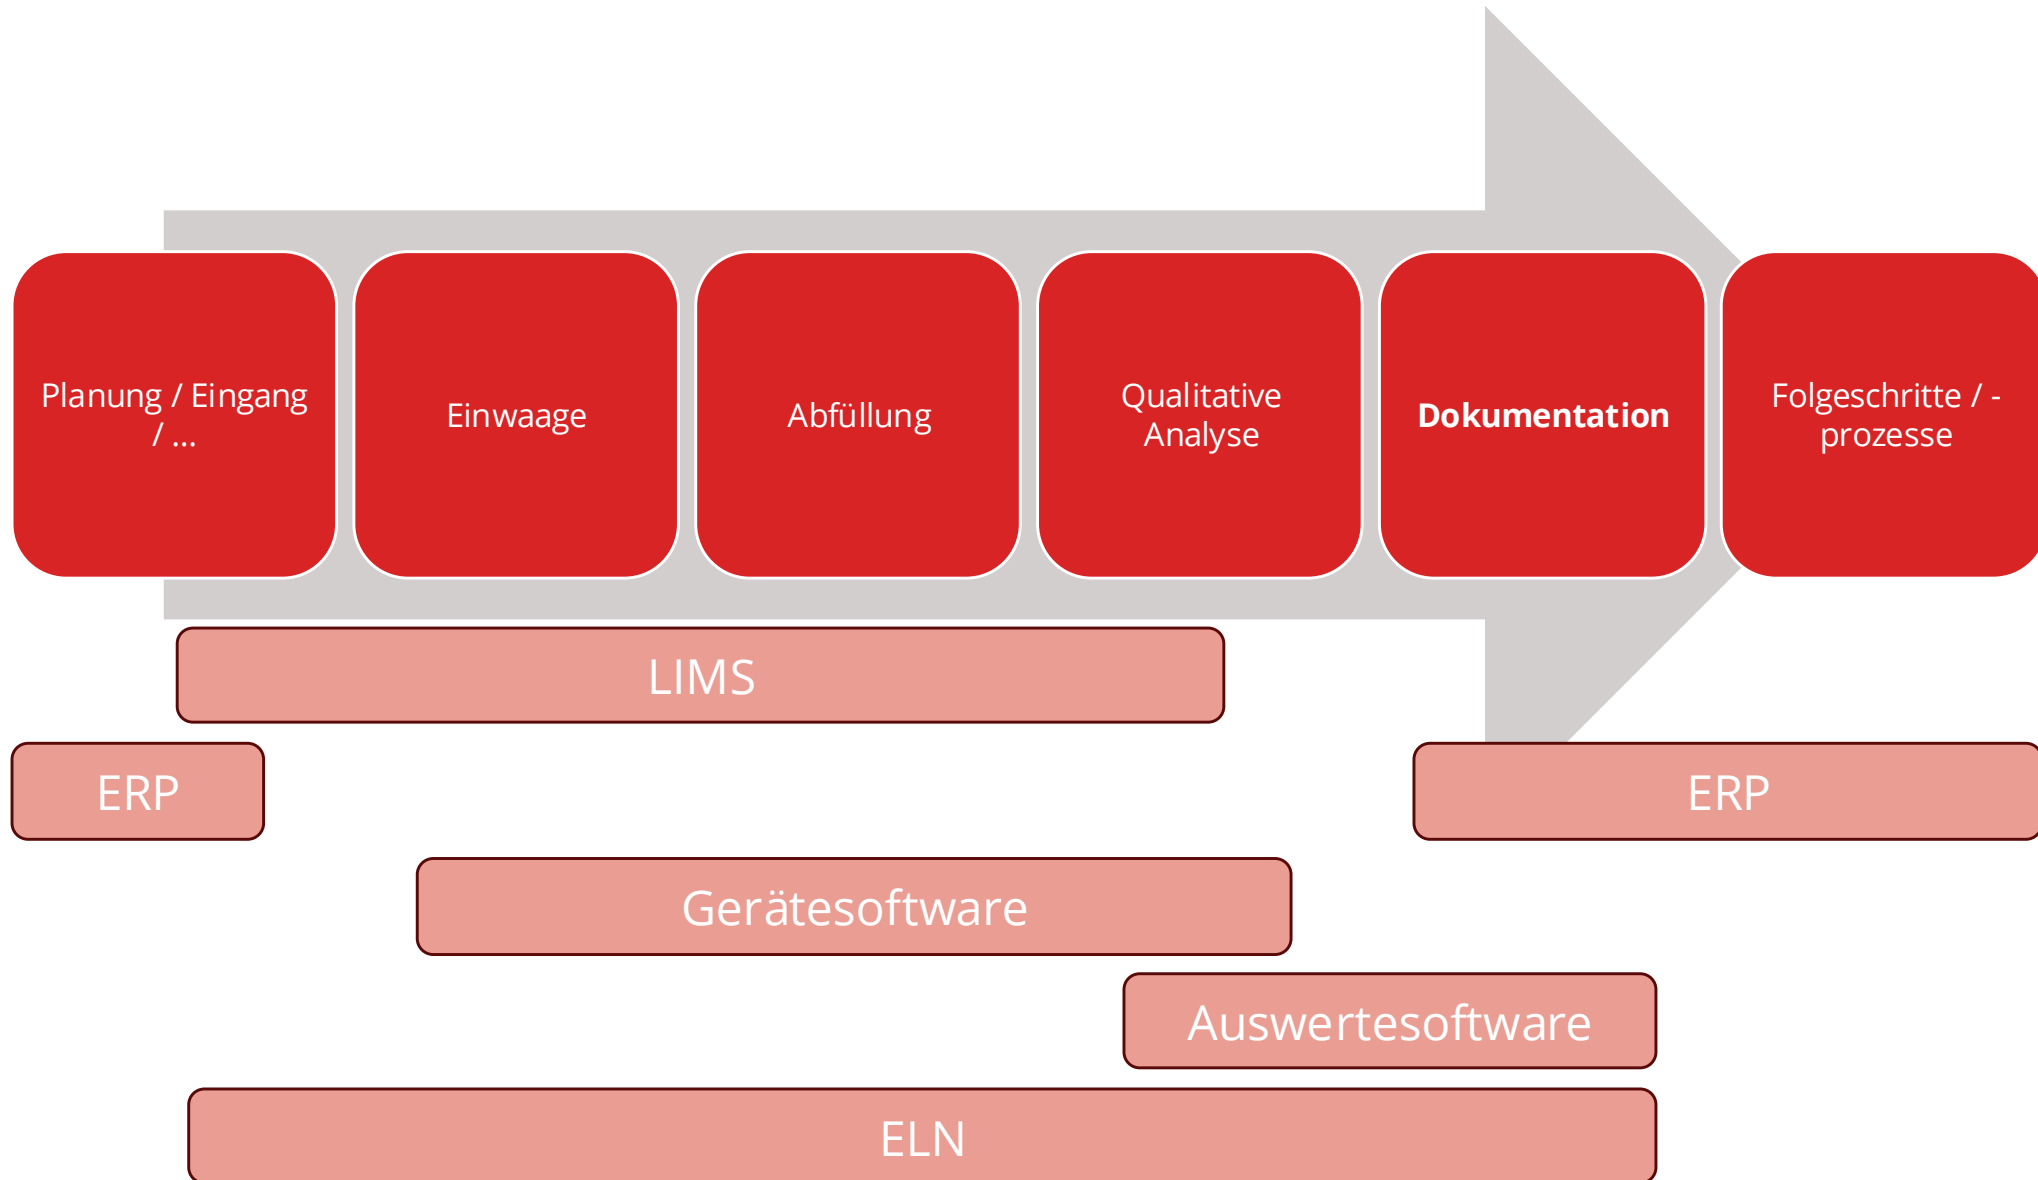 Planung / Eingang
/ ...
Einwaage
Abfüllung
Qualitative
Analyse
Dokumentation
Folgeschritte / -
prozesse
LIMS
ERP
ERP
Gerätesoftware
Auswertesoftware
ELN